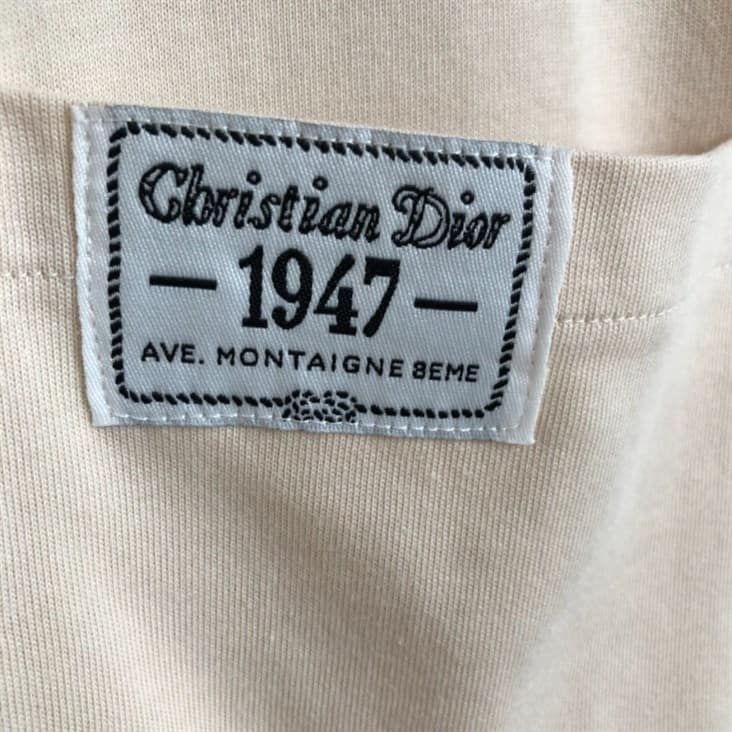 Christian Dior
— 1947 —
AVE. MONTAIGNE 8EME